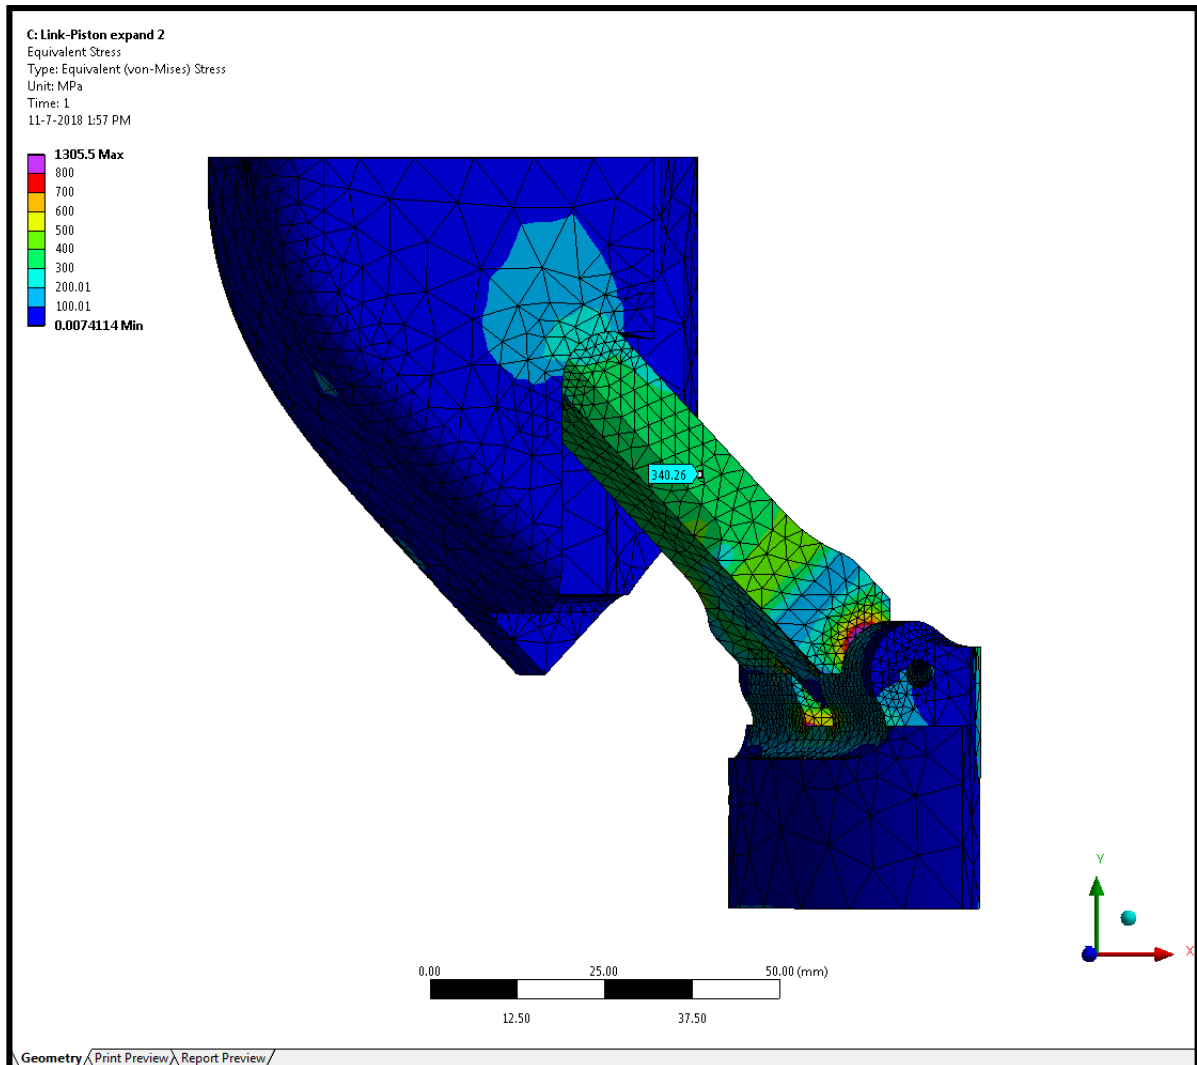 C: Link-Piston expand 2
Equivalent Stress
Type: Equivalent (von-Mises) Stress
Unit: MPa
Time: 1
11-7-2018 1:57 PM
1305.5 Max
800
700
600
500
400
300
200.01
100.01
0.0074114 Min
340.26
Y
X
0.00 25.00 50.00 (mm)
12.50 37.50
Geometry Print Preview Report Preview